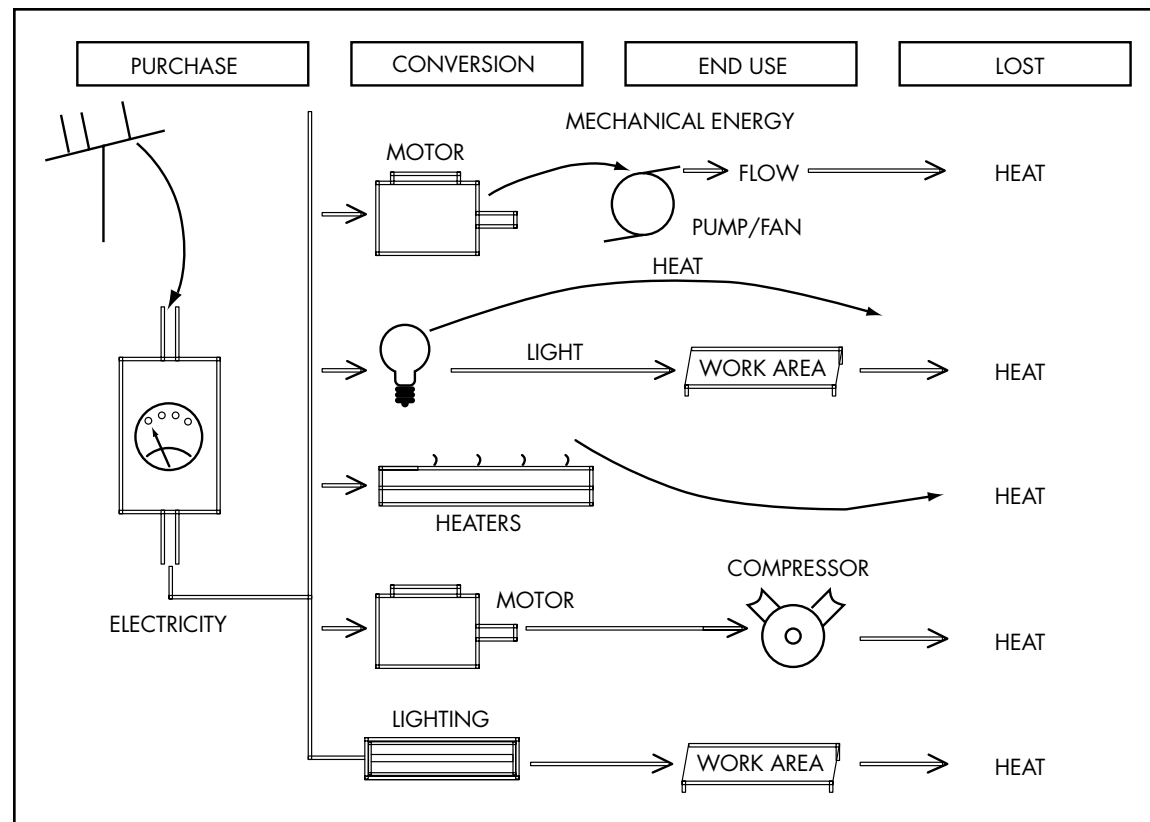 PURCHASE
CONVERSION
END USE
LOST
MECHANICAL ENERGY
MOTOR
FLOW
HEAT
PUMP/FAN
HEAT
LIGHT
WORK AREA
HEAT
HEATERS
HEAT
COMPRESSOR
MOTOR
ELECTRICITY
HEAT
LIGHTING
WORK AREA
HEAT